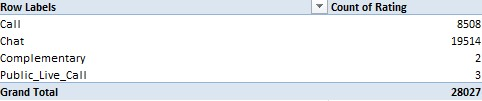 Row Labels Count of Rating
Call 8508
Chat 19514
Complementary 2
Public_Live_Call 3
Grand Total 28027